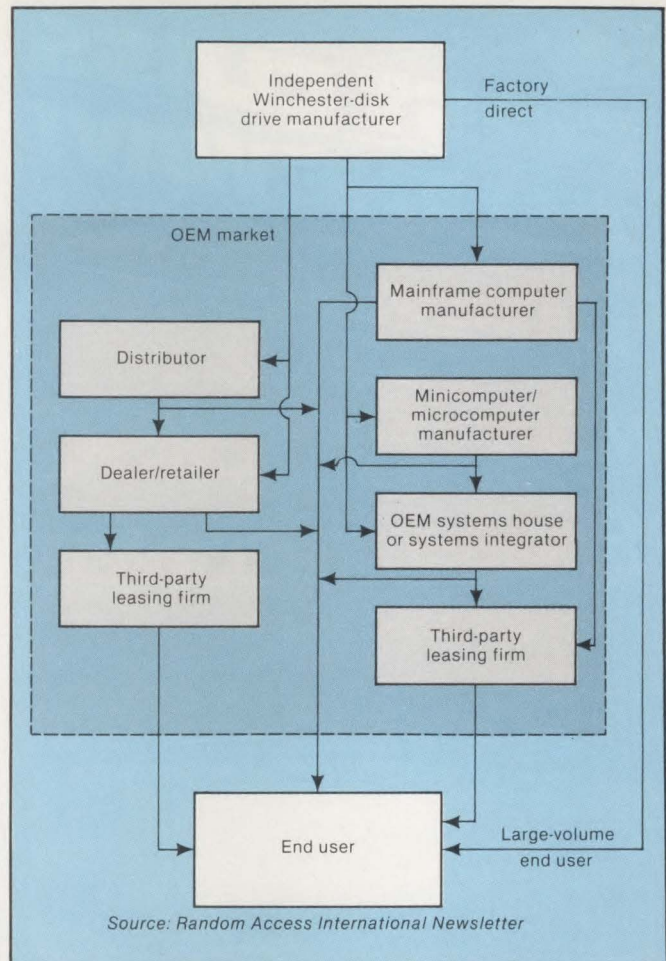 Independent
Winchester-disk
drive manufacturer
Factory
direct
OEM market
Mainframe computer
manufacturer
Distributor
Minicomputer/
microcomputer
manufacturer
Dealer/retailer
OEM systems house
or systems integrator
Third-party
leasing firm
Third-party
leasing firm
End user
Large-volume
end user
Source: Random Access International Newsletter